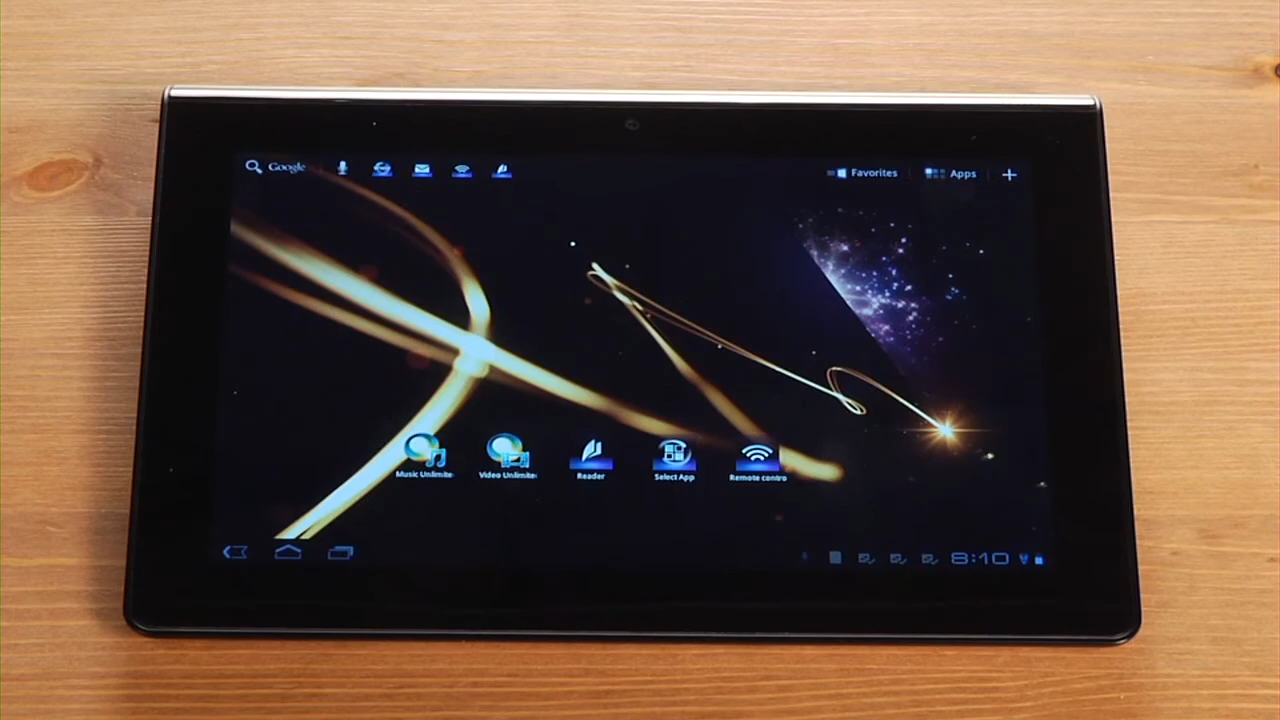 Google
Favorites
Apps
Music Unlimite
Video Unlimite
Reader
Select App
Remote contro
8:10